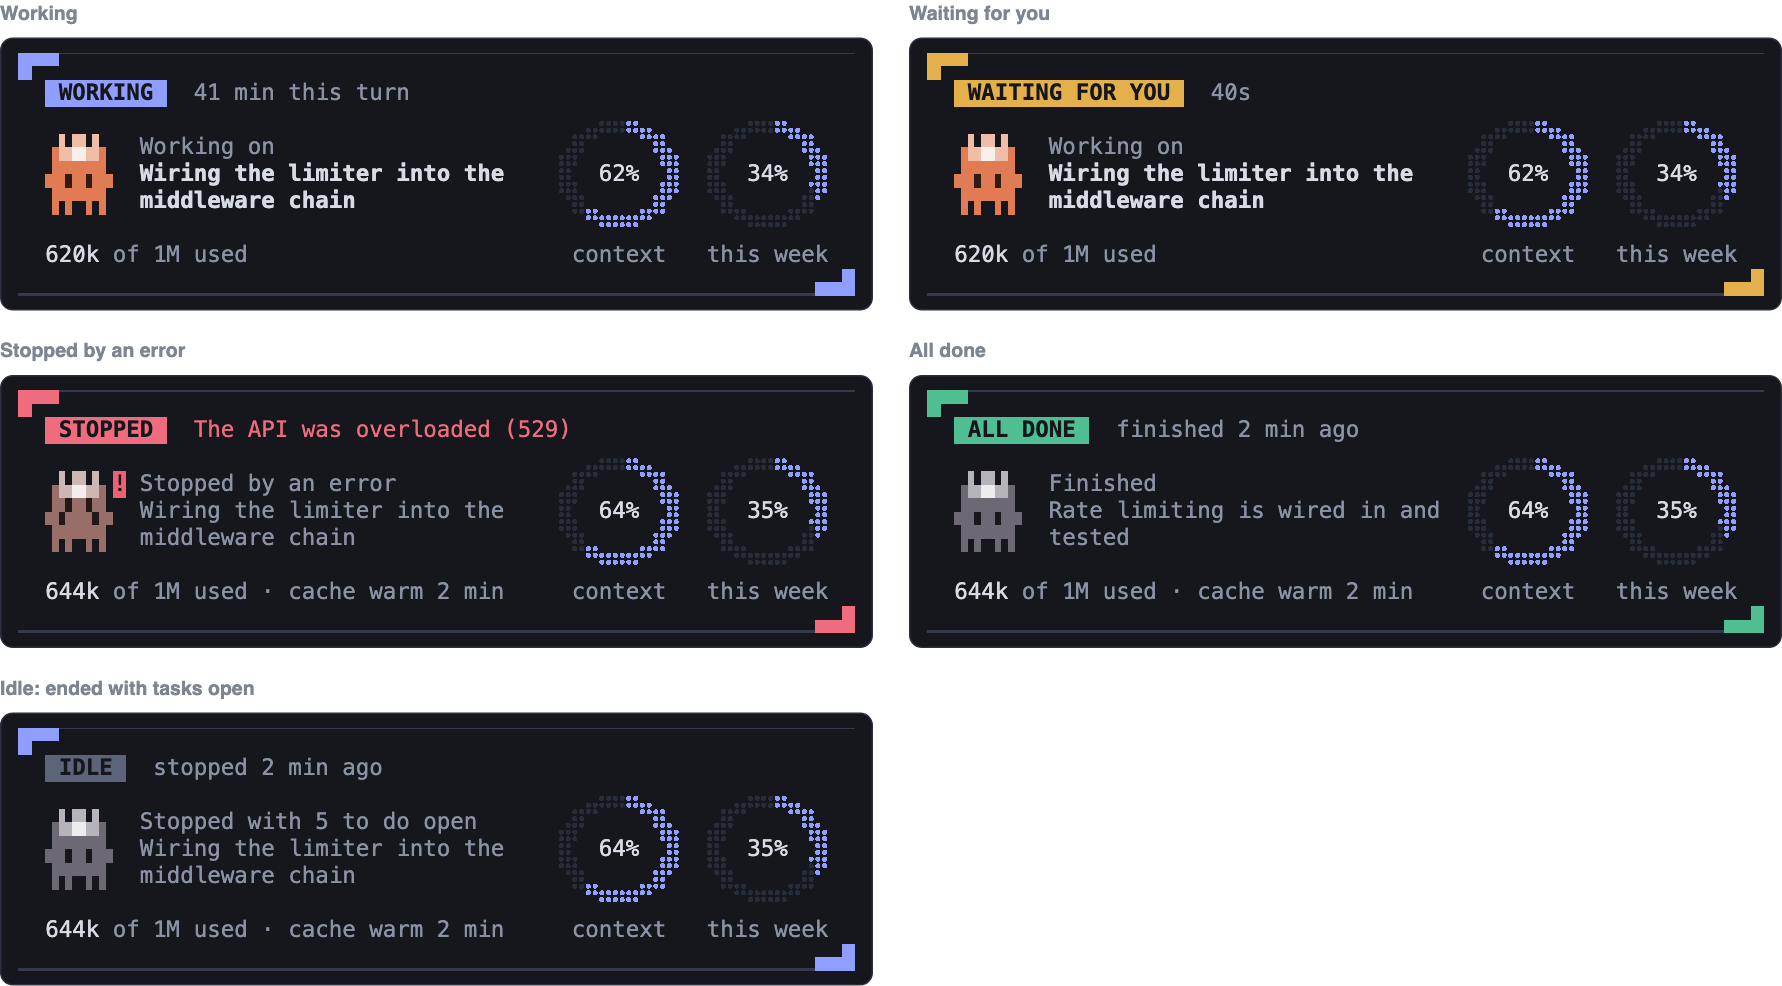 Working
WORKING 41 min this turn
Working on
Wiring the limiter into the
middleware chain
62%
34%
620k of 1M used
context
this week
Waiting for you
WAITING FOR YOU 40s
Working on
Wiring the limiter into the
middleware chain
62%
34%
620k of 1M used
context
this week
Stopped by an error
STOPPED The API was overloaded (529)
!
Stopped by an error
Wiring the limiter into the
middleware chain
64%
35%
644k of 1M used · cache warm 2 min
context
this week
All done
ALL DONE finished 2 min ago
Finished
Rate limiting is wired in and
tested
64%
35%
644k of 1M used · cache warm 2 min
context
this week
Idle: ended with tasks open
IDLE stopped 2 min ago
Stopped with 5 to do open
Wiring the limiter into the
middleware chain
64%
35%
644k of 1M used · cache warm 2 min
context
this week